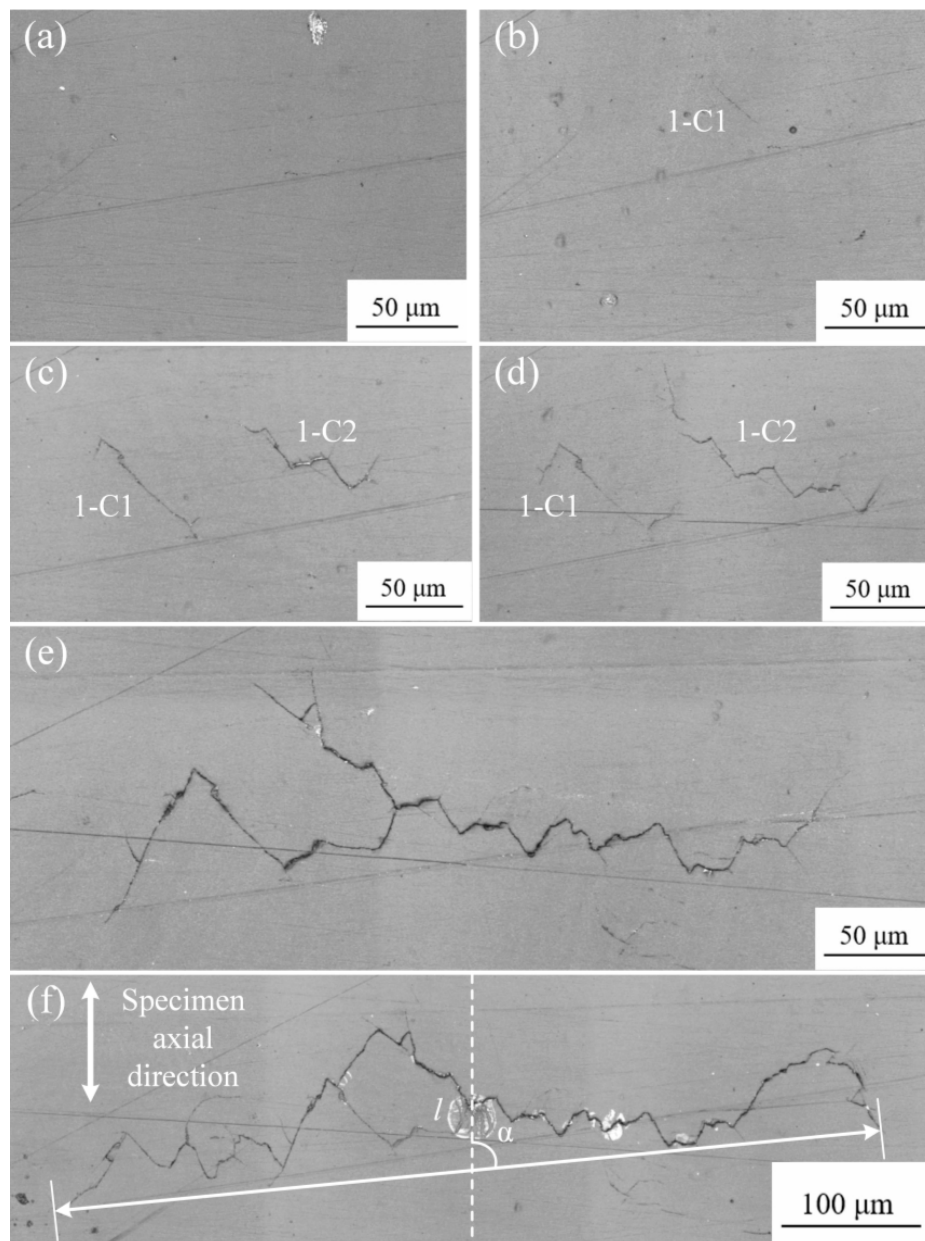 (a)
50 μm
(b)
1-C1
50 μm
(c)
1-C2
1-C1
50 μm
(d)
1-C2
1-C1
50 μm
(e)
50 μm
(f)
Specimen
axial
direction
l
α
100 μm